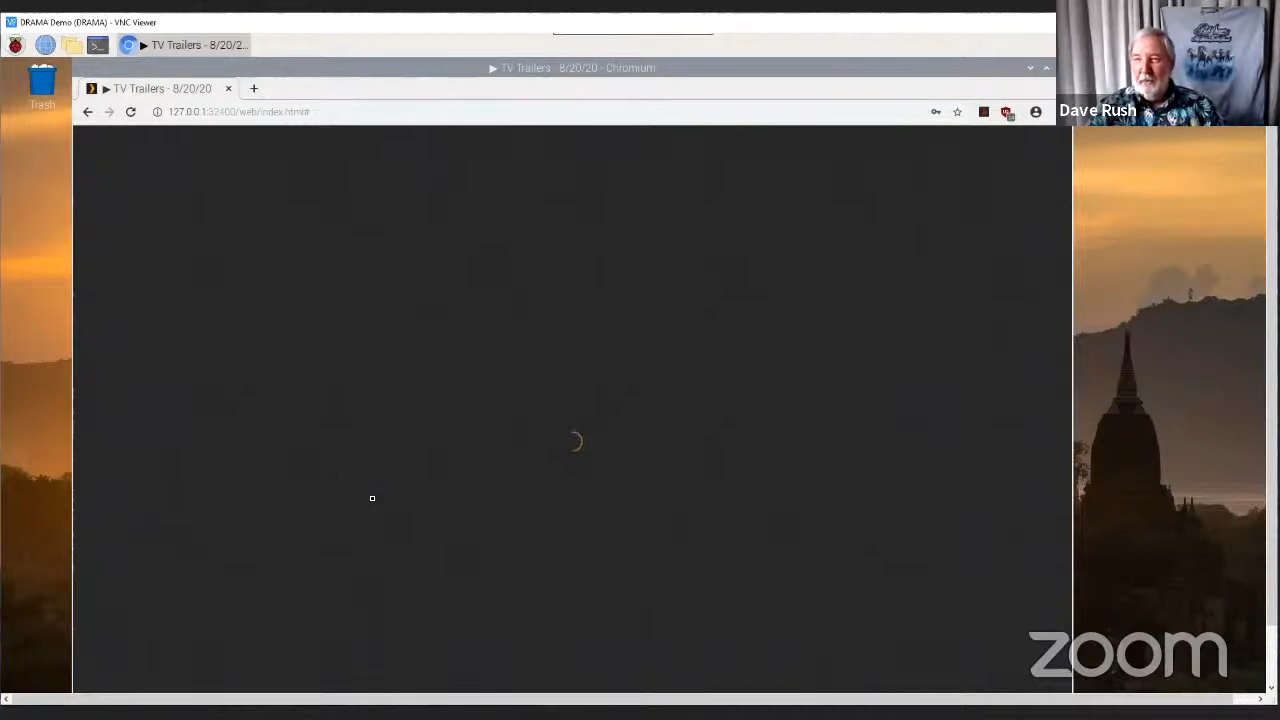 DRAMA Demo (DRAMA) - VNC Viewer
▶ TV Trailers - 8/20/2...
▶ TV Trailers - 8/20/20 - Chromium
▶ TV Trailers - 8/20/20
127.0.0.1:32400/web/index.html#
Trash
Dave Rush
zoom